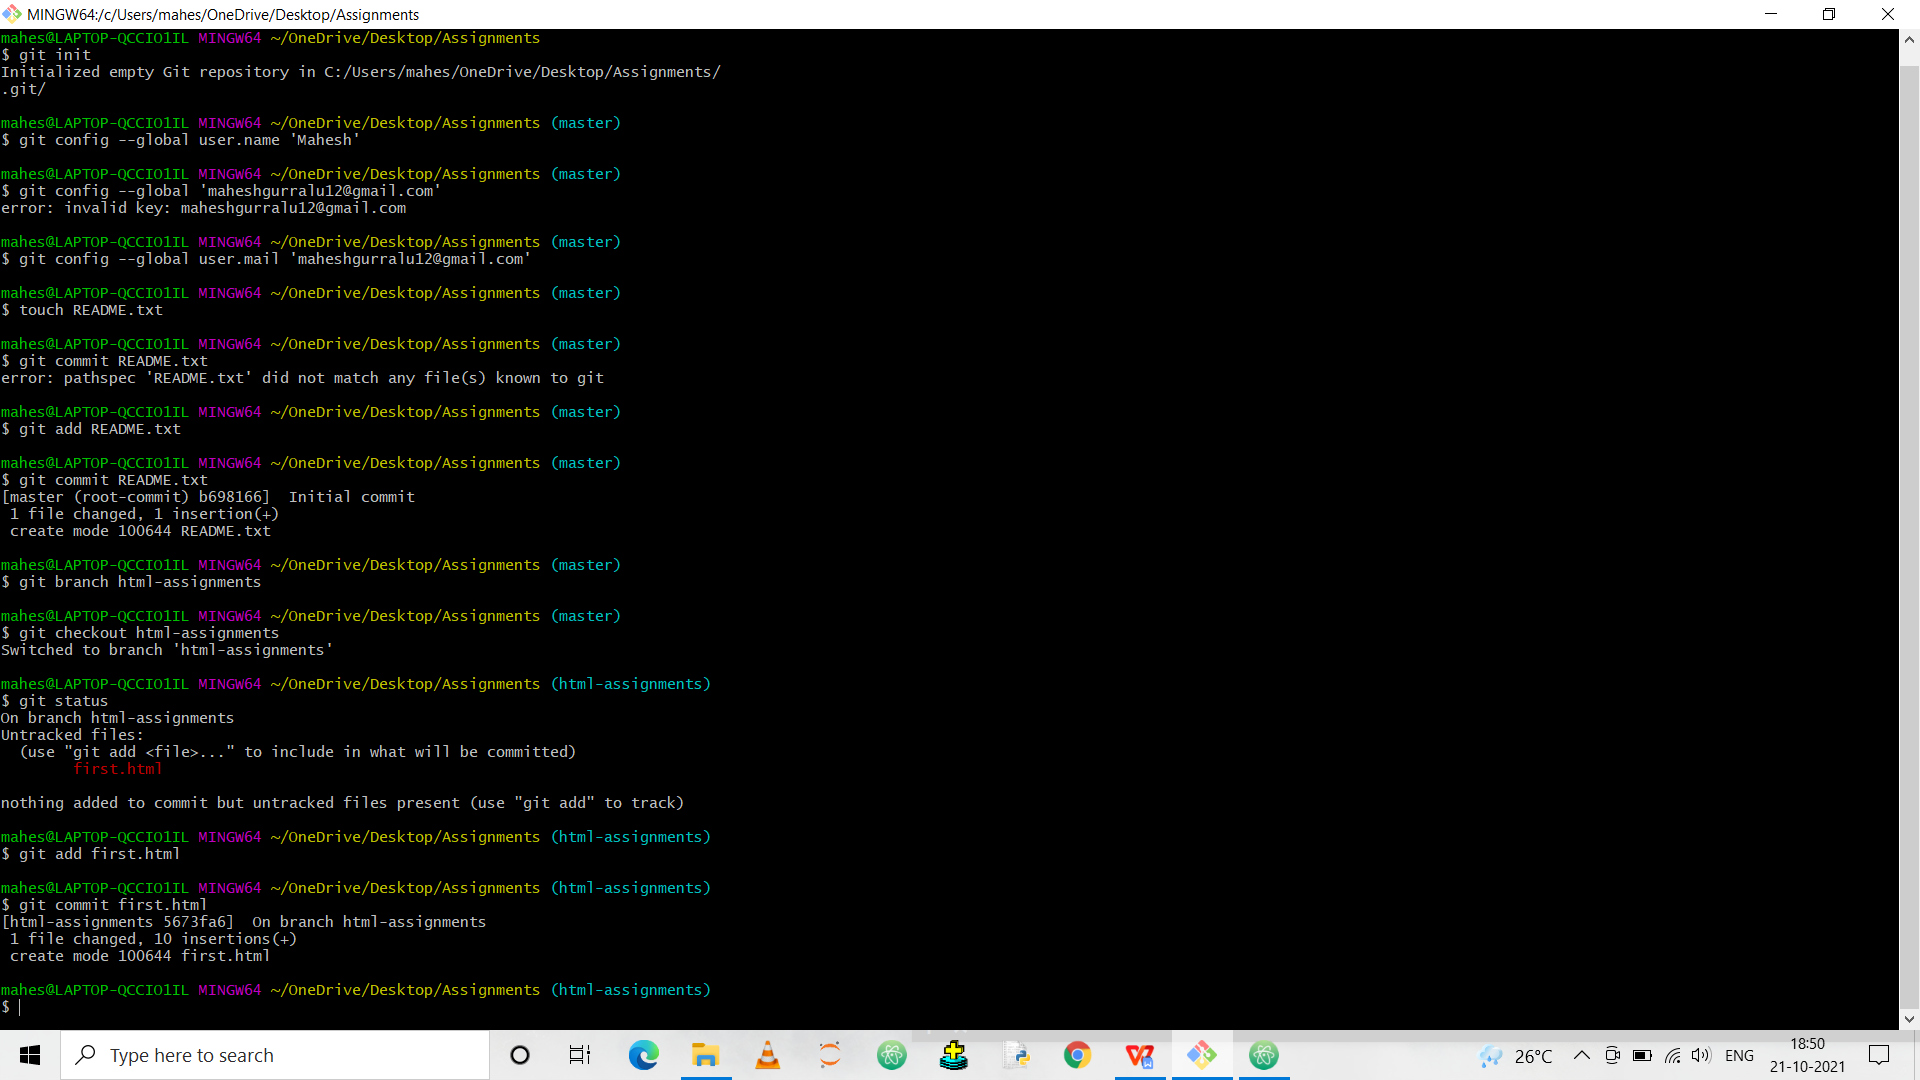 MINGW64:/c/Users/mahes/OneDrive/Desktop/Assignments
mahes@LAPTOP-QCCIO1IL MINGW64 ~/OneDrive/Desktop/Assignments
$ git init
Initialized empty Git repository in C:/Users/mahes/OneDrive/Desktop/Assignments/
.git/
mahes@LAPTOP-QCCIO1IL MINGW64 ~/OneDrive/Desktop/Assignments (master)
$ git config --global user.name 'Mahesh'
mahes@LAPTOP-QCCIO1IL MINGW64 ~/OneDrive/Desktop/Assignments (master)
$ git config --global 'maheshgurralu12@gmail.com'
error: invalid key: maheshgurralu12@gmail.com
mahes@LAPTOP-QCCIO1IL MINGW64 ~/OneDrive/Desktop/Assignments (master)
$ git config --global user.mail 'maheshgurralu12@gmail.com'
mahes@LAPTOP-QCCIO1IL MINGW64 ~/OneDrive/Desktop/Assignments (master)
$ touch README.txt
mahes@LAPTOP-QCCIO1IL MINGW64 ~/OneDrive/Desktop/Assignments (master)
$ git commit README.txt
error: pathspec 'README.txt' did not match any file(s) known to git
mahes@LAPTOP-QCCIO1IL MINGW64 ~/OneDrive/Desktop/Assignments (master)
$ git add README.txt
mahes@LAPTOP-QCCIO1IL MINGW64 ~/OneDrive/Desktop/Assignments (master)
$ git commit README.txt
[master (root-commit) b698166]  Initial commit
 1 file changed, 1 insertion(+)
 create mode 100644 README.txt
mahes@LAPTOP-QCCIO1IL MINGW64 ~/OneDrive/Desktop/Assignments (master)
$ git branch html-assignments
mahes@LAPTOP-QCCIO1IL MINGW64 ~/OneDrive/Desktop/Assignments (master)
$ git checkout html-assignments
Switched to branch 'html-assignments'
mahes@LAPTOP-QCCIO1IL MINGW64 ~/OneDrive/Desktop/Assignments (html-assignments)
$ git status
On branch html-assignments
Untracked files:
  (use "git add <file>..." to include in what will be committed)
        first.html
nothing added to commit but untracked files present (use "git add" to track)
mahes@LAPTOP-QCCIO1IL MINGW64 ~/OneDrive/Desktop/Assignments (html-assignments)
$ git add first.html
mahes@LAPTOP-QCCIO1IL MINGW64 ~/OneDrive/Desktop/Assignments (html-assignments)
$ git commit first.html
[html-assignments 5673fa6]  On branch html-assignments
 1 file changed, 10 insertions(+)
 create mode 100644 first.html
mahes@LAPTOP-QCCIO1IL MINGW64 ~/OneDrive/Desktop/Assignments (html-assignments)
$
Type here to search
26°C
ENG
18:50
21-10-2021